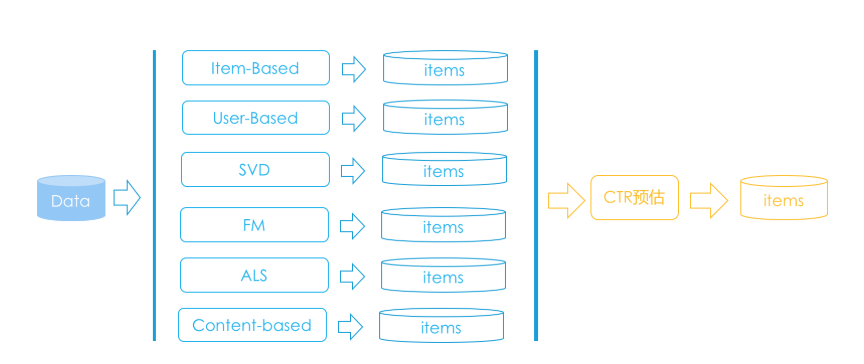 Item-Based
items
User-Based
items
SVD
items
Data
CTR预估
items
FM
items
ALS
items
Content-based
items